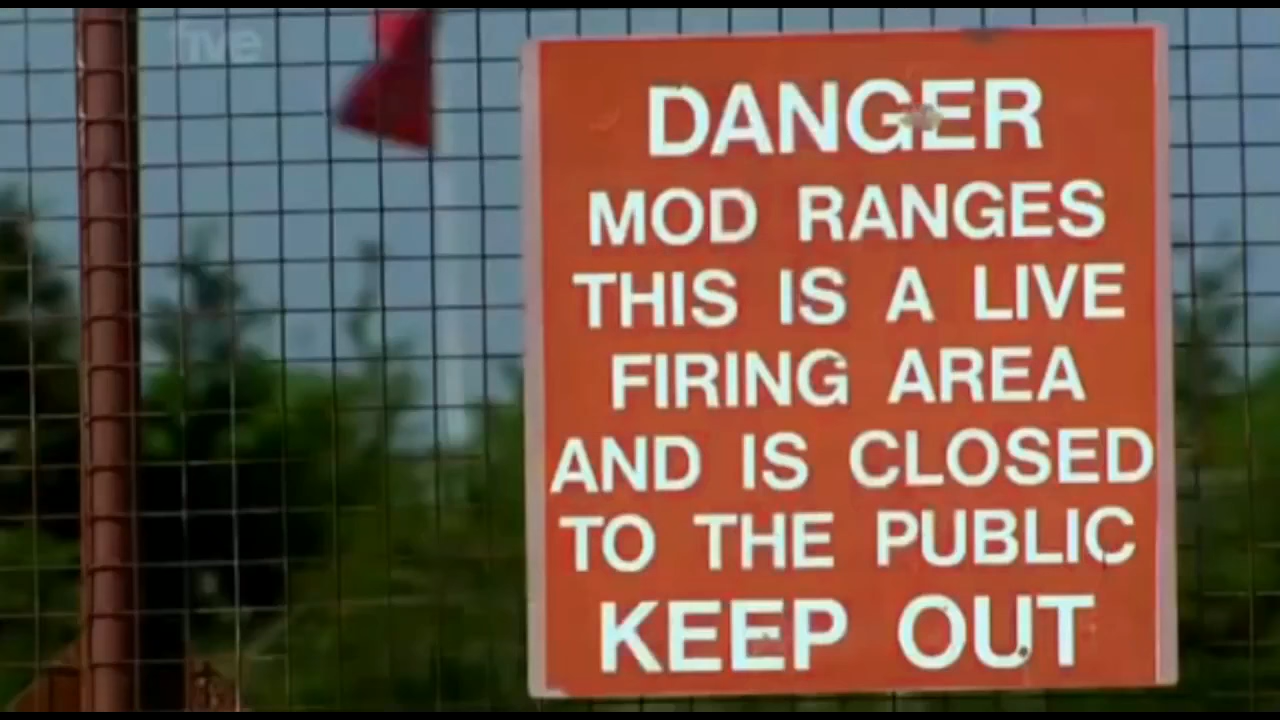 five
DANGER
MOD RANGES
THIS IS A LIVE
FIRING AREA
AND IS CLOSED
TO THE PUBLIC
KEEP OUT